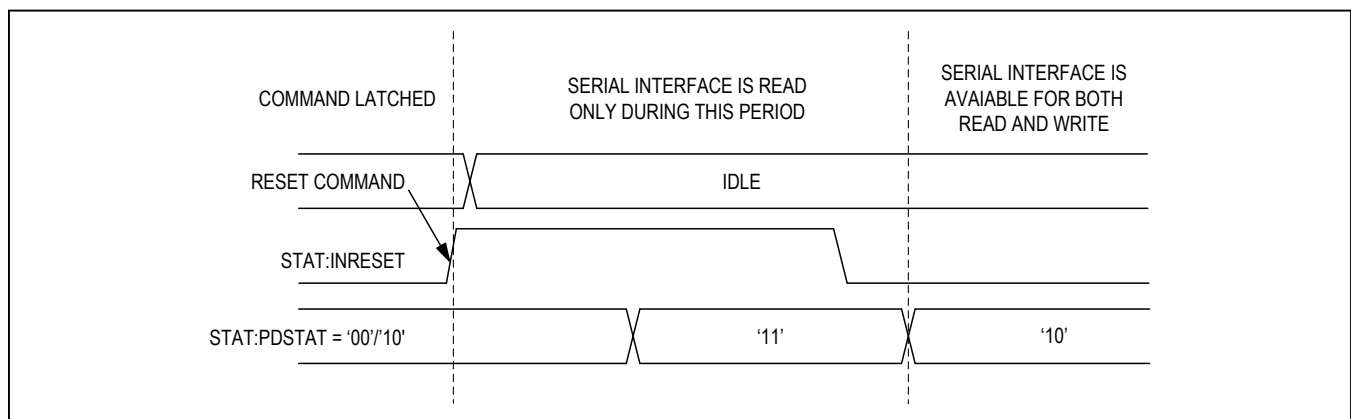 COMMAND LATCHED
SERIAL INTERFACE IS READ
ONLY DURING THIS PERIOD
SERIAL INTERFACE IS
AVAIABLE FOR BOTH
READ AND WRITE
RESET COMMAND
IDLE
STAT:INRESET
STAT:PDSTAT = ‘00’/’10'
‘11’
‘10’